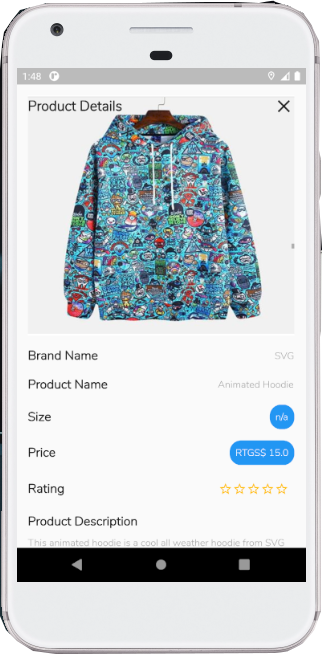 1:48
Product Details
Brand Name SVG
Product Name Animated Hoodie
Size n/a
Price RTGS$ 15.0
Rating
Product Description
This animated hoodie is a cool all weather hoodie from SVG